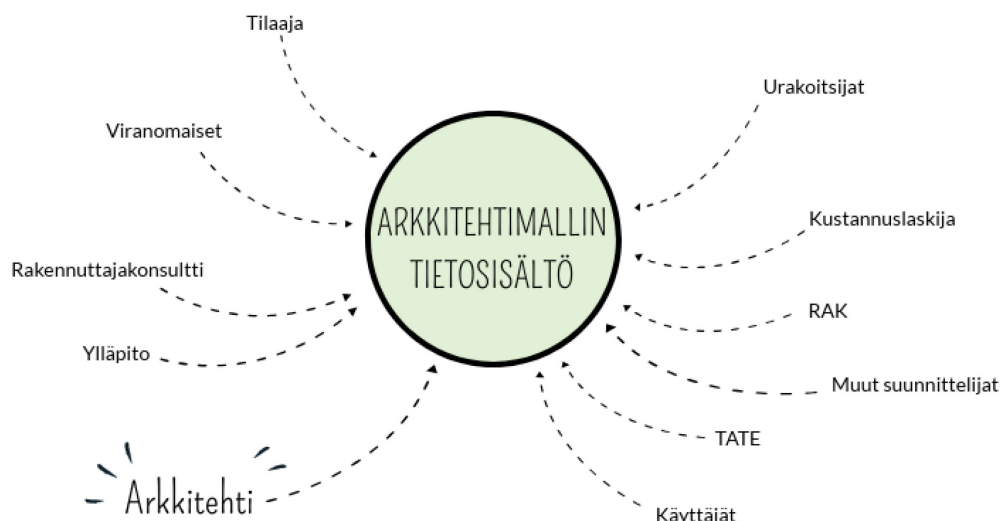 Tilaaja
Urakoitsijat
Viranomaiset
ARKKITEHTIMALLIN
TIETOSISÄLTÖ
Kustannuslaskija
Rakennuttajakonsultti
RAK
Ylläpito
Muut suunnittelijat
TATE
Arkkitehti
Käyttäjät